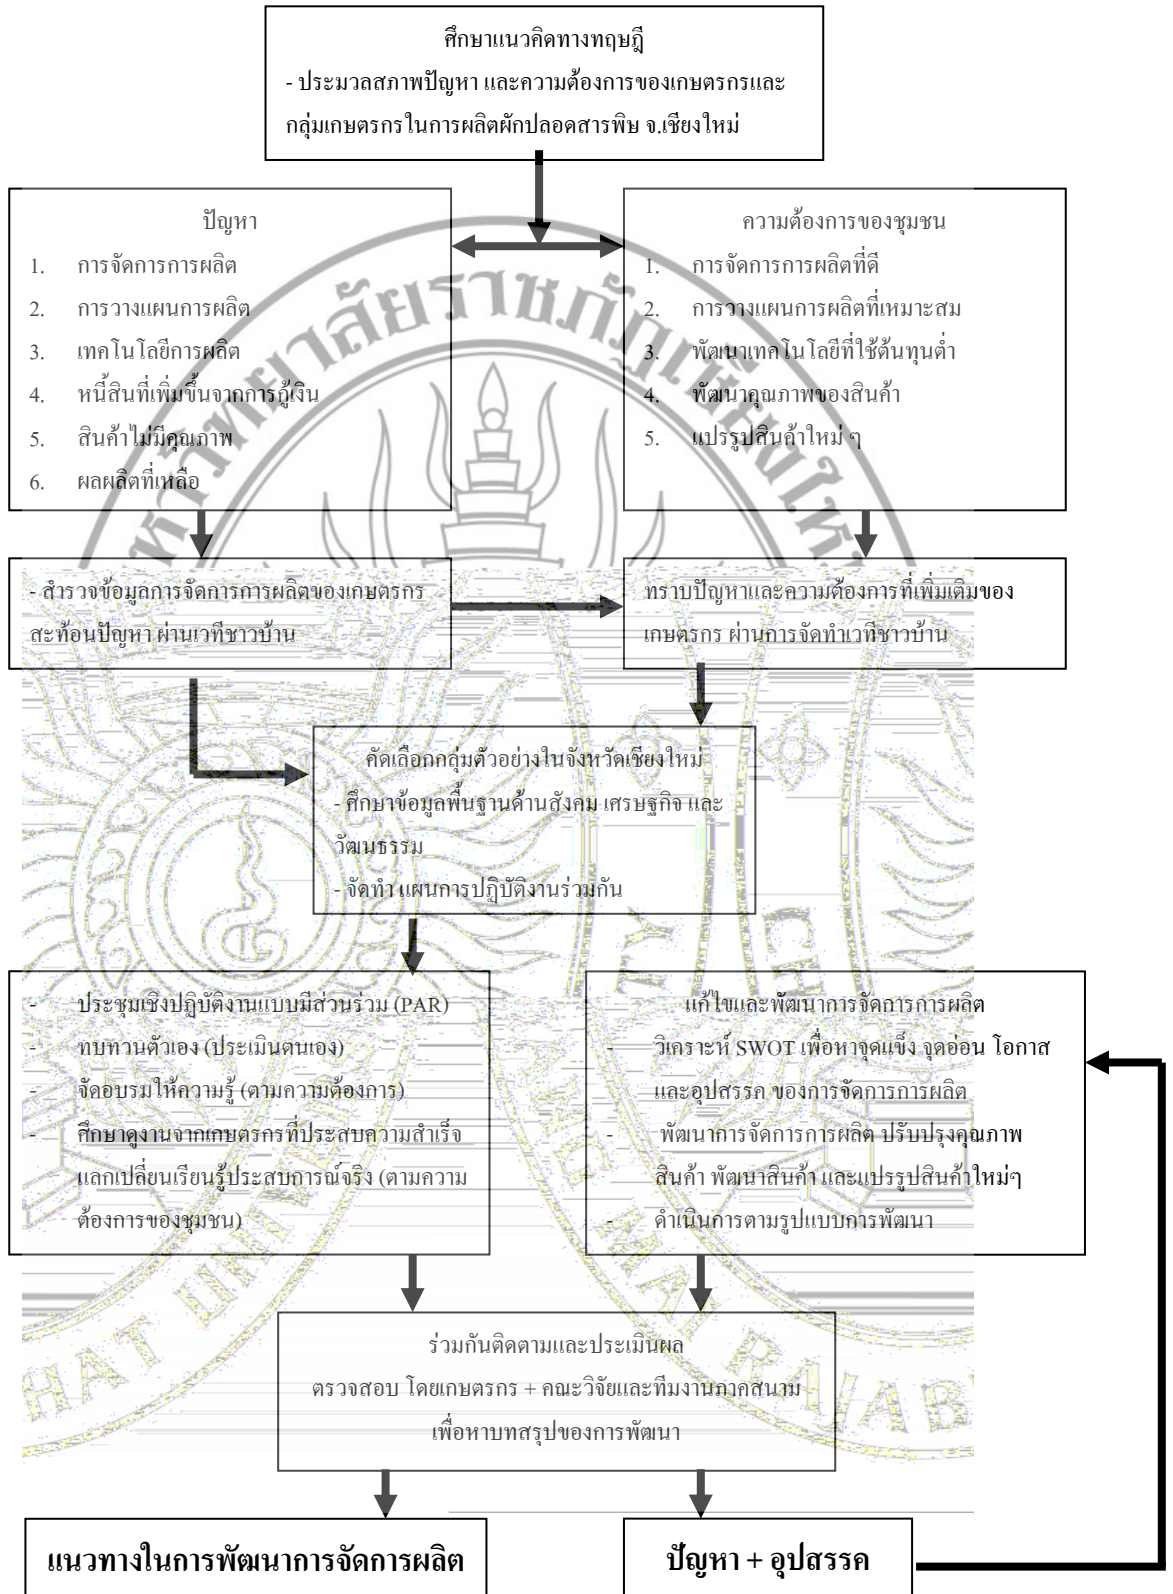 ศึกษาแนวคิดทางทฤษฎี
- ประมวลสภาพปัญหา และความต้องการของเกษตรกรและ
กลุ่มเกษตรกรในการผลิตผักปลอดสารพิษ จ.เชียงใหม่
ปัญหา
1. การจัดการการผลิต
2. การวางแผนการผลิต
3. เทคโนโลยีการผลิต
4. หนี้สินที่เพิ่มขึ้นจากการกู้เงิน
5. สินค้าไม่มีคุณภาพ
6. ผลผลิตที่เหลือ
ความต้องการของชุมชน
1. การจัดการการผลิตที่ดี
2. การวางแผนการผลิตที่เหมาะสม
3. พัฒนาเทคโนโลยีที่ใช้ต้นทุนต่ำ
4. พัฒนาคุณภาพของสินค้า
5. แปรรูปสินค้าใหม่ ๆ
- สำรวจข้อมูลการจัดการการผลิตของเกษตรกร
สะท้อนปัญหา ผ่านเวทีชาวบ้าน
ทราบปัญหาและความต้องการที่เพิ่มเติมของ
เกษตรกร ผ่านการจัดทำเวทีชาวบ้าน
คัดเลือกกลุ่มตัวอย่างในจังหวัดเชียงใหม่
- ศึกษาข้อมูลพื้นฐานด้านสังคม เศรษฐกิจ และ
วัฒนธรรม
- จัดทำ แผนการปฏิบัติงานร่วมกัน
- ประชุมเชิงปฏิบัติงานแบบมีส่วนร่วม (PAR)
- ทบทวนตัวเอง (ประเมินตนเอง)
- จัดอบรมให้ความรู้ (ตามความต้องการ)
- ศึกษาดูงานจากเกษตรกรที่ประสบความสำเร็จ
แลกเปลี่ยนเรียนรู้ประสบการณ์จริง (ตามความ
ต้องการของชุมชน)
แก้ไขและพัฒนาการจัดการการผลิต
- วิเคราะห์ SWOT เพื่อหาจุดแข็ง จุดอ่อน โอกาส
และอุปสรรค ของการจัดการการผลิต
- พัฒนาการจัดการการผลิต ปรับปรุงคุณภาพ
สินค้า พัฒนาสินค้า และแปรรูปสินค้าใหม่ๆ
- ดำเนินการตามรูปแบบการพัฒนา
ร่วมกันติดตามและประเมินผล
ตรวจสอบ โดยเกษตรกร + คณะวิจัยและทีมงานภาคสนาม
เพื่อหาบทสรุปของการพัฒนา
แนวทางในการพัฒนาการจัดการผลิต
ปัญหา + อุปสรรค